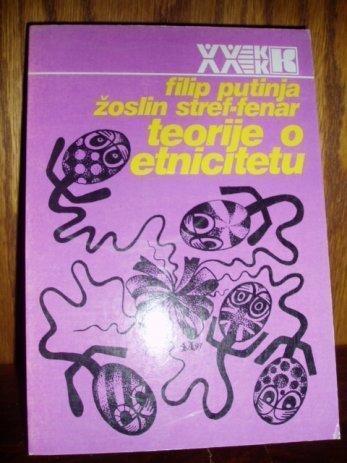 XX VEK
filip putinja
žoslin stref-fenar
teorije o
etnicitetu